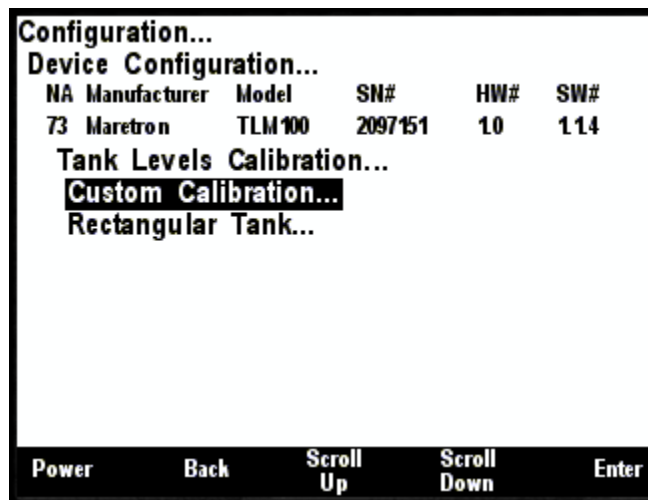 Configuration...
Device Configuration...
NA Manufacturer Model SN# HW# SW#
73 Maretron TLM100 2097151 1.0 1.1.4
Tank Levels Calibration...
Custom Calibration...
Rectangular Tank...
Power Back Scroll Up Scroll Down Enter